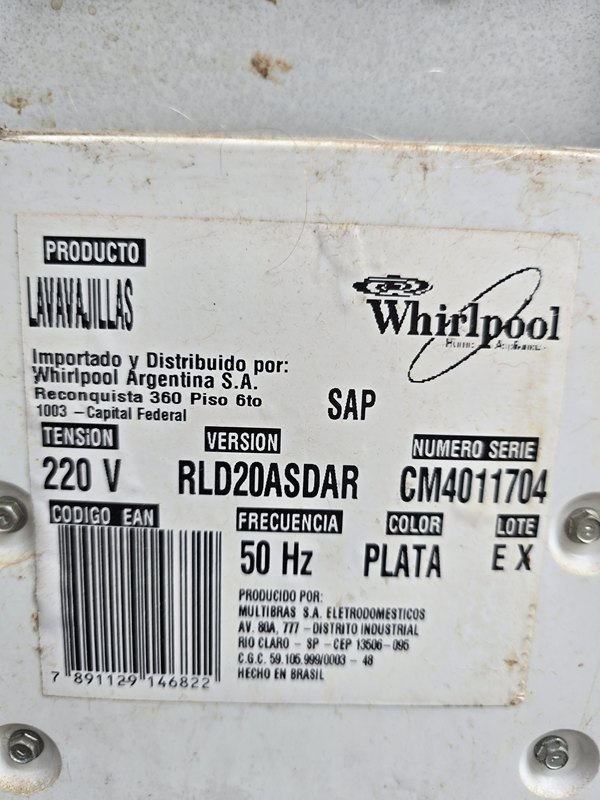 PRODUCTO
LAVAVAJILLAS
Whirlpool
Home Appliances
Importado y Distribuido por:
Whirlpool Argentina S.A.
Reconquista 360 Piso 6to
1003 - Capital Federal
SAP
TENSION VERSION NUMERO SERIE
220 V RLD20ASDAR CM4011704
CODIGO EAN FRECUENCIA COLOR LOTE
50 Hz PLATA E X
PRODUCIDO POR:
MULTIBRAS S.A. ELETRODOMESTICOS
AV. 80A, 777 - DISTRITO INDUSTRIAL
RIO CLARO - SP - CEP 13506-095
C.G.C. 59.105.999/0003 - 48
HECHO EN BRASIL
7 891129 146822